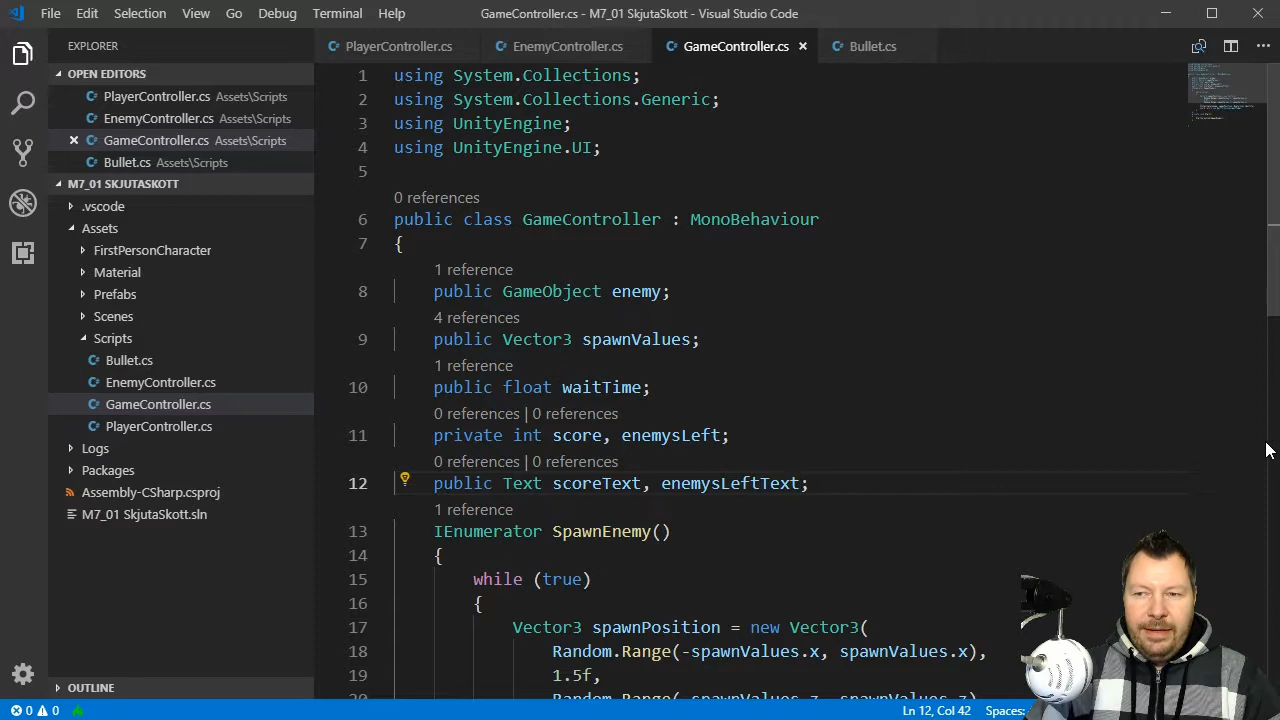 File Edit Selection View Go Debug Terminal Help GameController.cs - M7_01 SkjutaSkott - Visual Studio Code
EXPLORER
OPEN EDITORS
PlayerController.cs Assets\Scripts
EnemyController.cs Assets\Scripts
GameController.cs Assets\Scripts
Bullet.cs Assets\Scripts
M7_01 SKJUTASKOTT
.vscode
Assets
FirstPersonCharacter
Material
Prefabs
Scenes
Scripts
Bullet.cs
EnemyController.cs
GameController.cs
PlayerController.cs
Logs
Packages
Assembly-CSharp.csproj
M7_01 SkjutaSkott.sln
OUTLINE
PlayerController.cs EnemyController.cs GameController.cs Bullet.cs
1 using System.Collections;
2 using System.Collections.Generic;
3 using UnityEngine;
4 using UnityEngine.UI;
5
0 references
6 public class GameController : MonoBehaviour
7 {
1 reference
8 public GameObject enemy;
4 references
9 public Vector3 spawnValues;
1 reference
10 public float waitTime;
0 references | 0 references
11 private int score, enemysLeft;
0 references | 0 references
12 public Text scoreText, enemysLeftText;
1 reference
13 IEnumerator SpawnEnemy()
14 {
15 while (true)
16 {
17 Vector3 spawnPosition = new Vector3(
18 Random.Range(-spawnValues.x, spawnValues.x),
19 1.5f,
20 Random.Range(-spawnValues.z, spawnValues.z)
0 0 Ln 12, Col 42 Spaces: